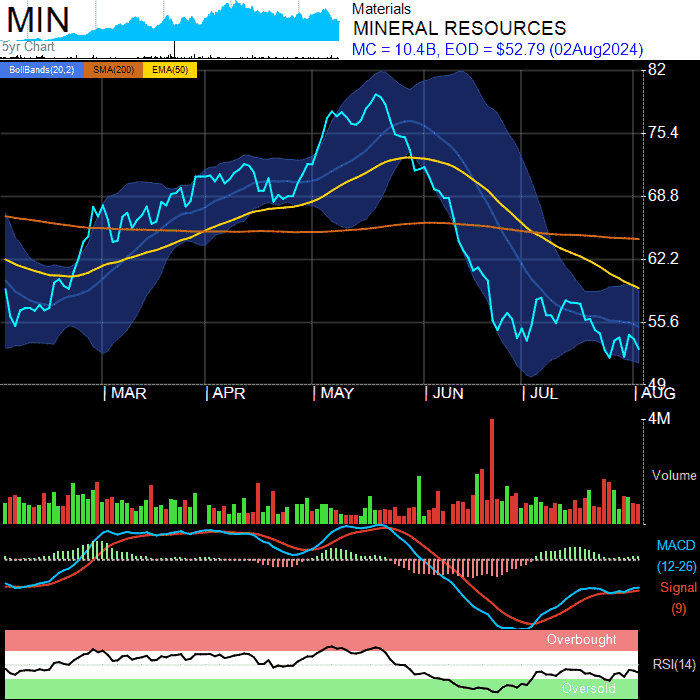 MIN
5yr Chart
Materials
MINERAL RESOURCES
MC = 10.4B, EOD = $52.79 (02Aug2024)
BollBands(20,2) SMA(200) EMA(50)
82
75.4
68.8
62.2
55.6
49
MAR APR MAY JUN JUL AUG
4M
Volume
MACD
(12-26)
Signal
(9)
Overbought
RSI(14)
Oversold